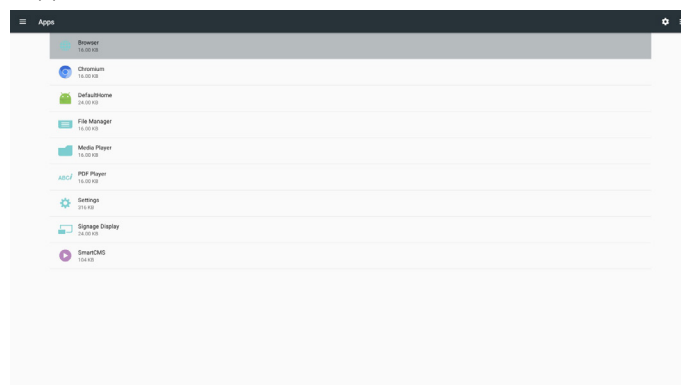 Apps
Browser
16.00 KB
Chromium
16.00 KB
DefaultHome
24.00 KB
File Manager
16.00 KB
Media Player
16.00 KB
ABC
PDF Player
16.00 KB
Settings
316 KB
Signage Display
24.00 KB
SmartCMS
104 KB